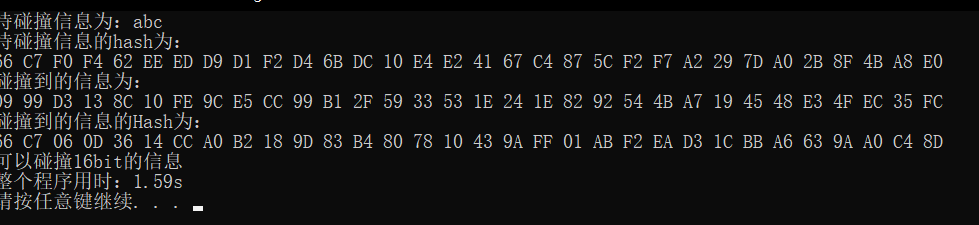 待碰撞信息为：abc
待碰撞信息的hash为：
66 C7 F0 F4 62 EE ED D9 D1 F2 D4 6B DC 10 E4 E2 41 67 C4 87 5C F2 F7 A2 29 7D A0 2B 8F 4B A8 E0
碰撞到的信息为：
99 D3 13 8C 10 FE 9C E5 CC 99 B1 2F 59 33 53 1E 24 1E 82 92 54 4B A7 19 45 48 E3 4F EC 35 FC
碰撞到的信息的Hash为：
66 C7 06 0D 36 14 CC A0 B2 18 9D 83 B4 80 78 10 43 9A FF 01 AB F2 EA D3 1C BB A6 63 9A A0 C4 8D
可以碰撞16bit的信息
整个程序用时：1.59s
请按任意键继续. . .